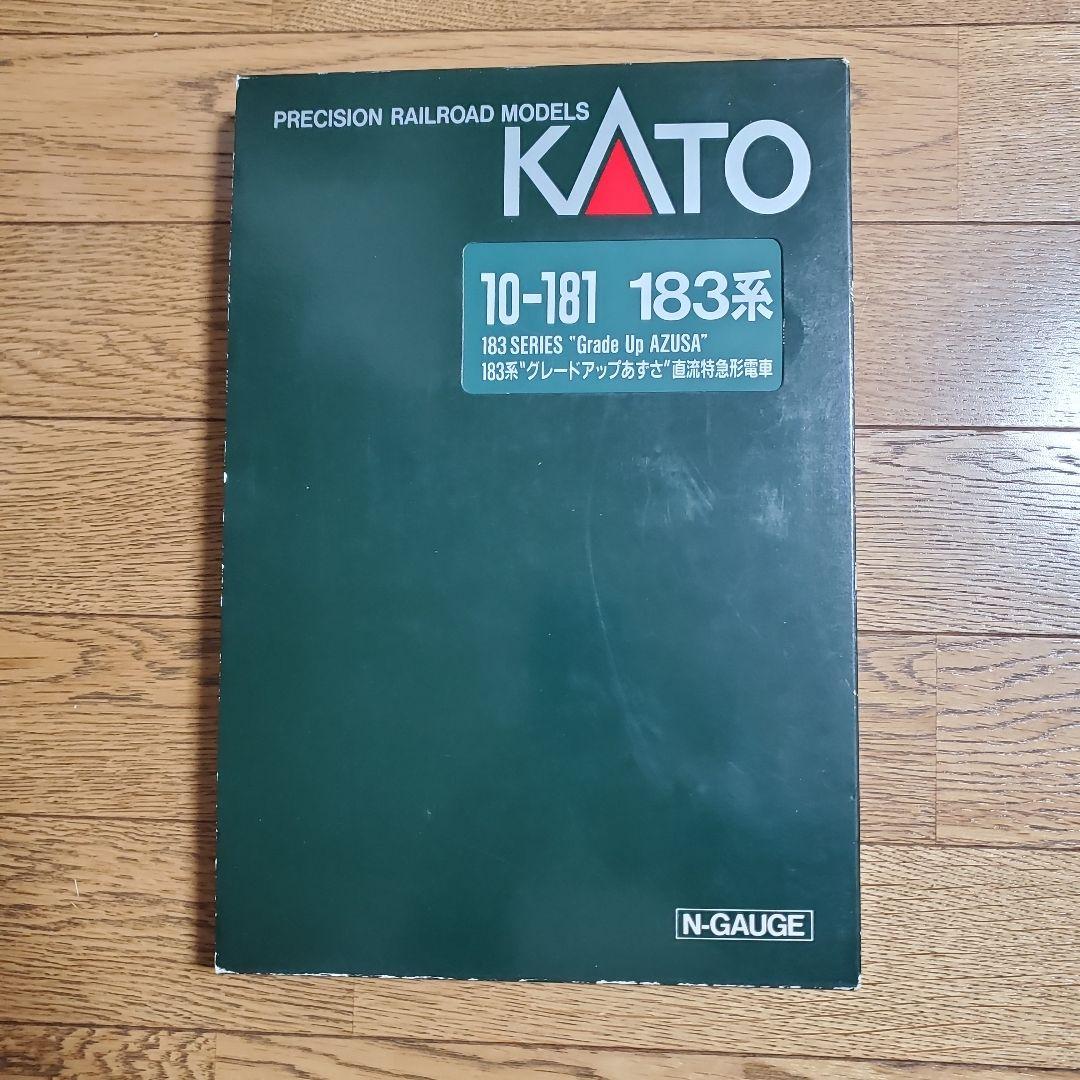 PRECISION RAILROAD MODELS
KATO
10-181 183系
183 SERIES "Grade Up AZUSA"
183系"グレードアップあずさ"直流特急形電車
N-GAUGE